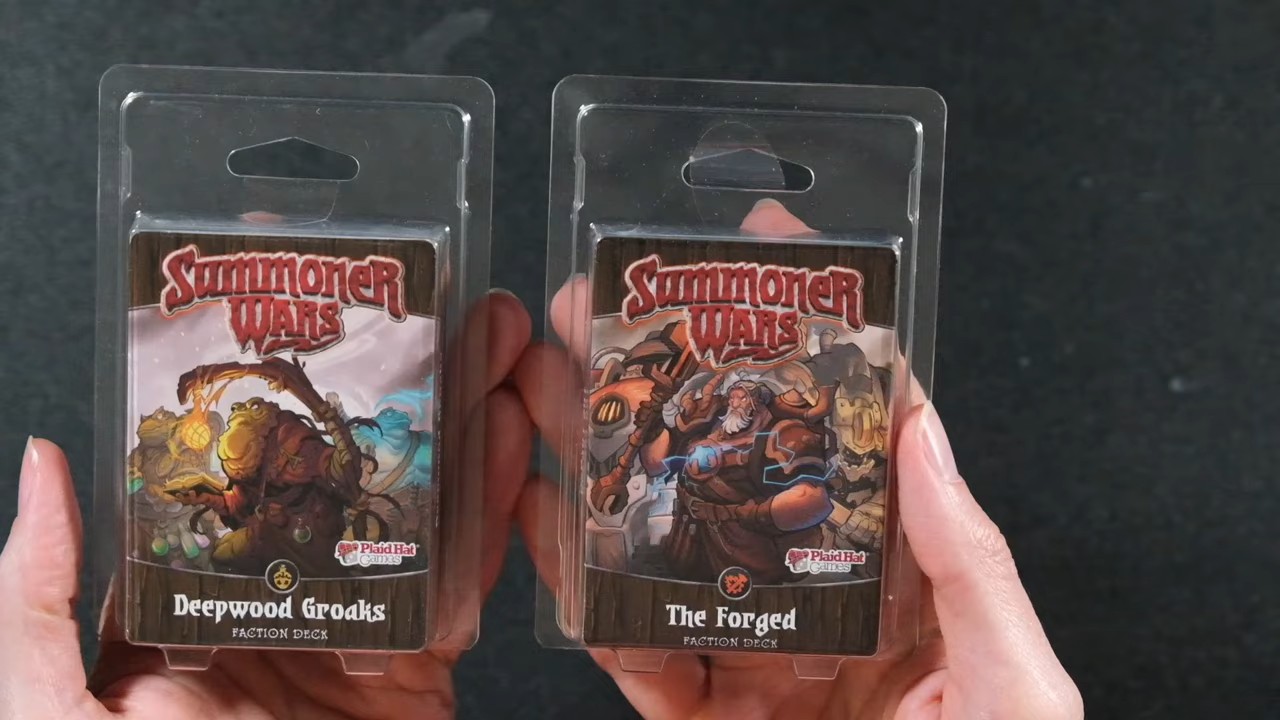 Summoner
Wars
Plaid Hat
Games
Deepwood Groaks
Faction Deck
Summoner
Wars
Plaid Hat
Games
The Forged
Faction Deck